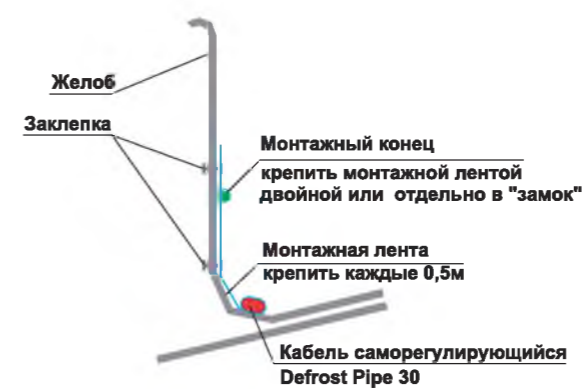 Желоб
Заклепка
Монтажный конец
крепить монтажной лентой
двойной или отдельно в "замок"
Монтажная лента
крепить каждые 0,5м
Кабель саморегулирующийся
Defrost Pipe 30